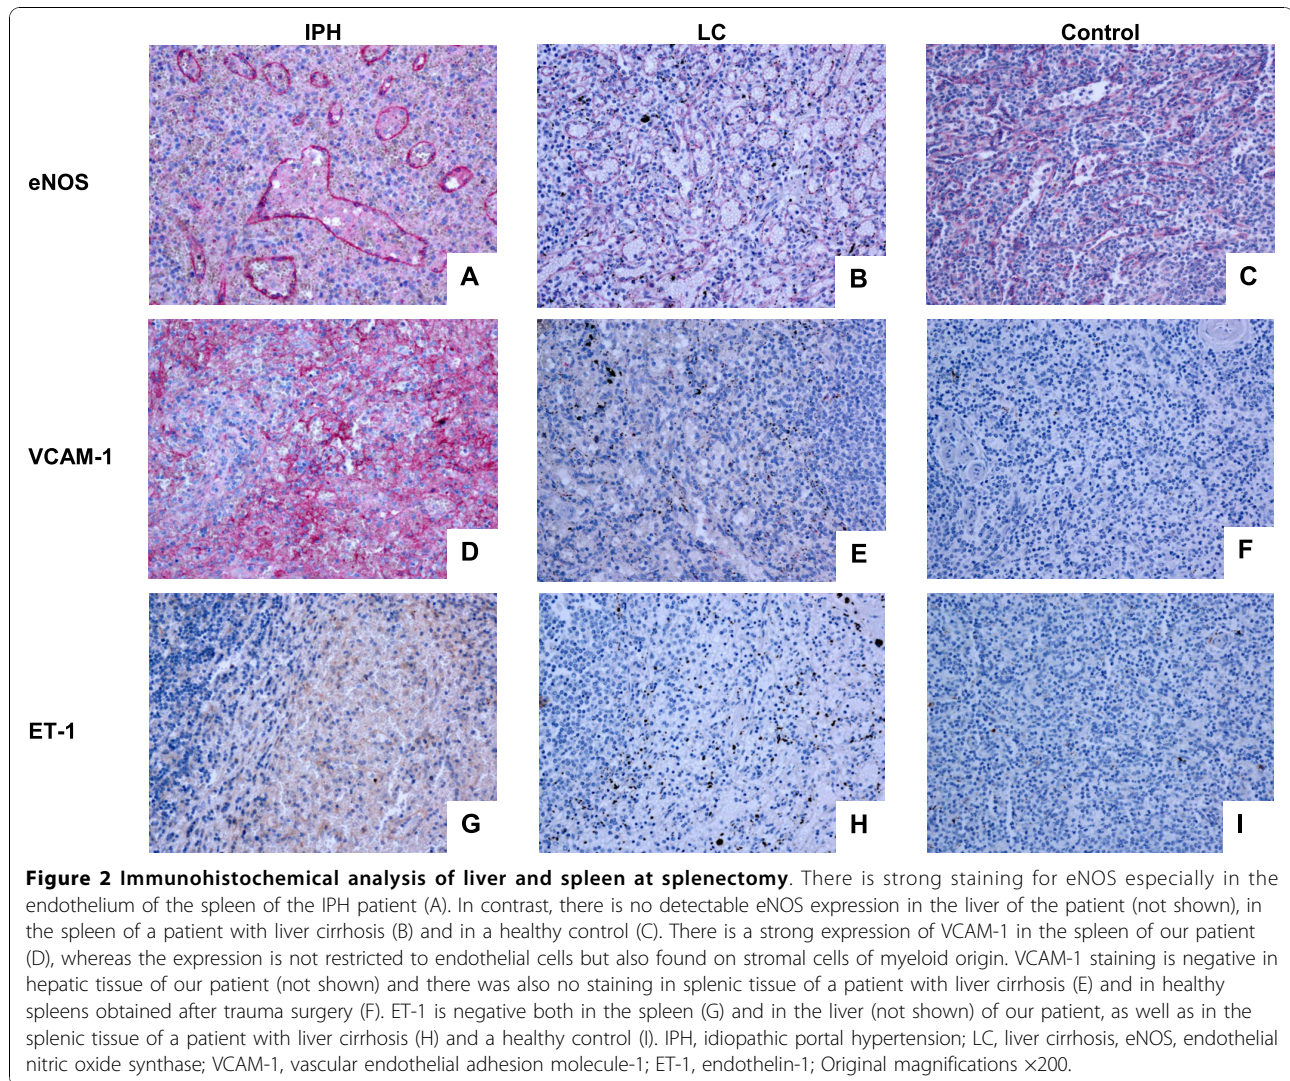 IPH LC Control
eNOS
A B C
VCAM-1
D E F
ET-1
G H I
Figure 2 Immunohistochemical analysis of liver and spleen at splenectomy. There is strong staining for eNOS especially in the
endothelium of the spleen of the IPH patient (A). In contrast, there is no detectable eNOS expression in the liver of the patient (not shown), in
the spleen of a patient with liver cirrhosis (B) and in a healthy control (C). There is a strong expression of VCAM-1 in the spleen of our patient
(D), whereas the expression is not restricted to endothelial cells but also found on stromal cells of myeloid origin. VCAM-1 staining is negative in
hepatic tissue of our patient (not shown) and there was also no staining in splenic tissue of a patient with liver cirrhosis (E) and in healthy
spleens obtained after trauma surgery (F). ET-1 is negative both in the spleen (G) and in the liver (not shown) of our patient, as well as in the
splenic tissue of a patient with liver cirrhosis (H) and a healthy control (I). IPH, idiopathic portal hypertension; LC, liver cirrhosis, eNOS, endothelial
nitric oxide synthase; VCAM-1, vascular endothelial adhesion molecule-1; ET-1, endothelin-1; Original magnifications ×200.